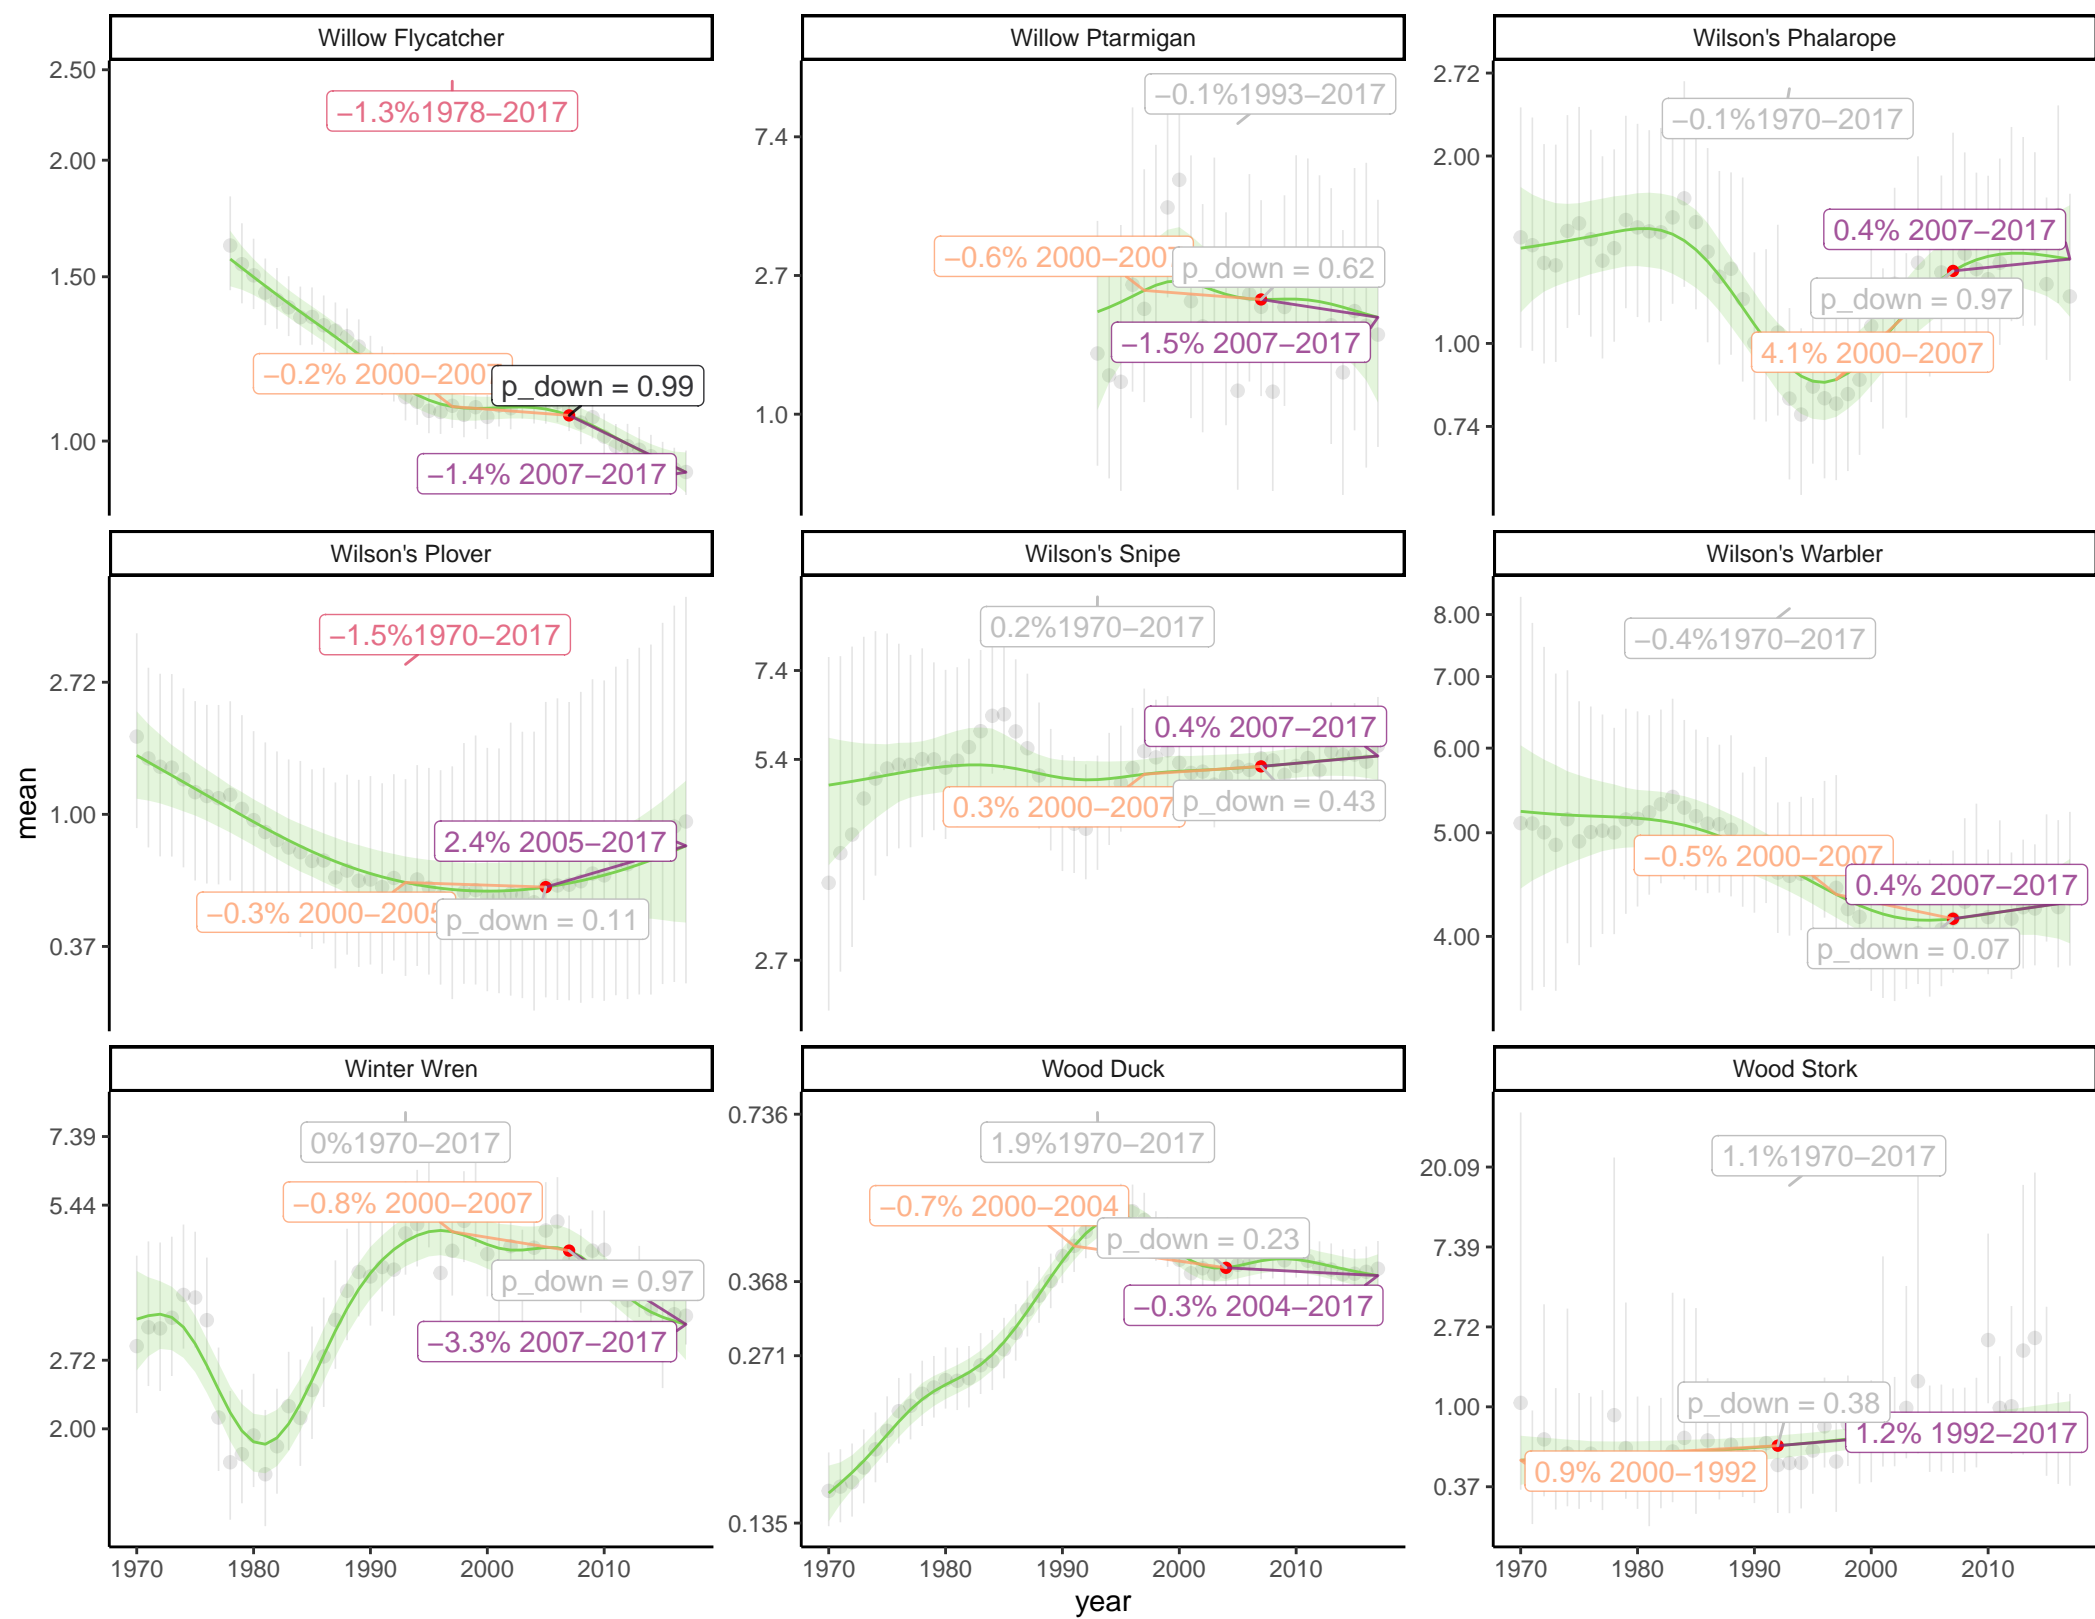 Willow Flycatcher
Willow Ptarmigan
Wilson's Phalarope
2.50
2.00
1.50
1.00
−1.3%1978−2017
−0.2% 2000−2007
p_down = 0.99
−1.4% 2007−2017
7.4
2.7
1.0
−0.1%1993−2017
−0.6% 2000−2007
p_down = 0.62
−1.5% 2007−2017
2.72
2.00
1.00
0.74
−0.1%1970−2017
0.4% 2007−2017
p_down = 0.97
4.1% 2000−2007
Wilson's Plover
Wilson's Snipe
Wilson's Warbler
mean
2.72
1.00
0.37
−1.5%1970−2017
2.4% 2005−2017
−0.3% 2000−2005
p_down = 0.11
7.4
5.4
2.7
0.2%1970−2017
0.4% 2007−2017
0.3% 2000−2007
p_down = 0.43
8.00
7.00
6.00
5.00
4.00
−0.4%1970−2017
−0.5% 2000−2007
0.4% 2007−2017
p_down = 0.07
Winter Wren
Wood Duck
Wood Stork
7.39
5.44
2.72
2.00
0%1970−2017
−0.8% 2000−2007
p_down = 0.97
−3.3% 2007−2017
0.736
0.368
0.271
0.135
1.9%1970−2017
−0.7% 2000−2004
p_down = 0.23
−0.3% 2004−2017
20.09
7.39
2.72
1.00
0.37
1.1%1970−2017
p_down = 0.38
1.2% 1992−2017
0.9% 2000−1992
1970 1980 1990 2000 2010
1970 1980 1990 2000 2010
1970 1980 1990 2000 2010
year